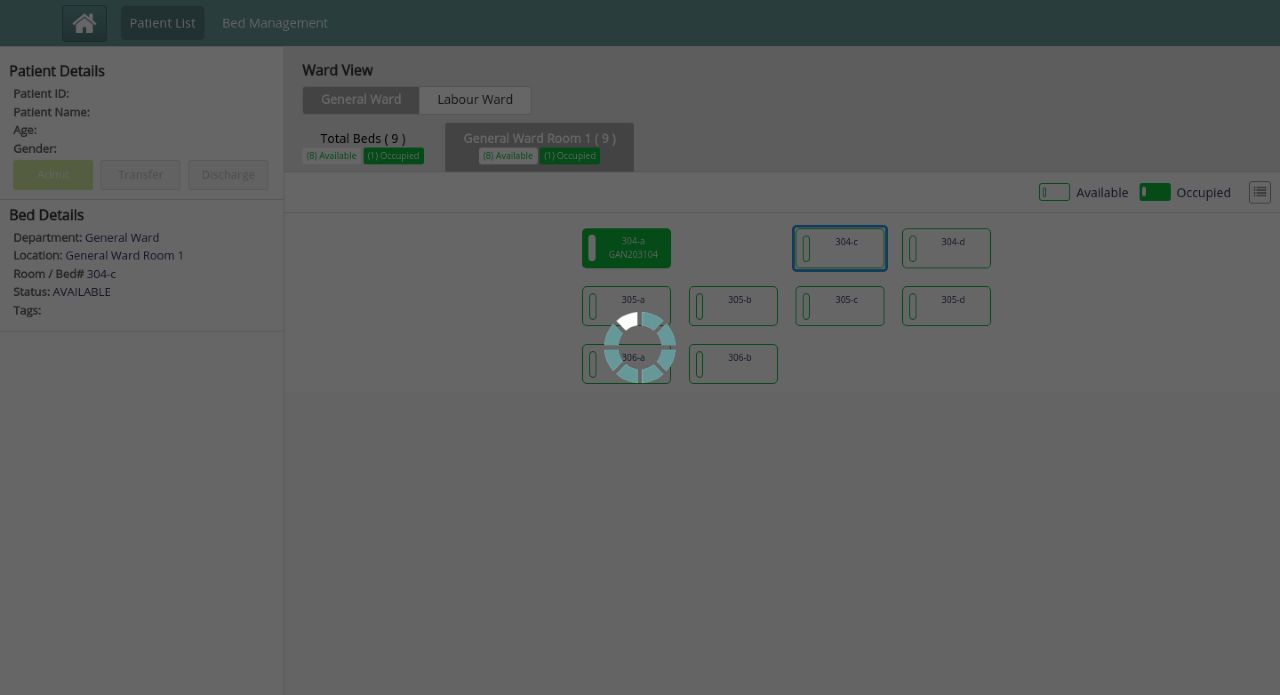 Patient List
Bed Management
Patient Details
Patient ID:
Patient Name:
Age:
Gender:
Admit
Transfer
Discharge
Bed Details
Department: General Ward
Location: General Ward Room 1
Room / Bed# 304-c
Status: AVAILABLE
Tags:
Ward View
General Ward
Labour Ward
Total Beds ( 9 )
(8) Available (1) Occupied
General Ward Room 1 ( 9 )
(8) Available (1) Occupied
Available
Occupied
304-a
GAN203104
304-c
304-d
305-a
305-b
305-c
305-d
306-a
306-b